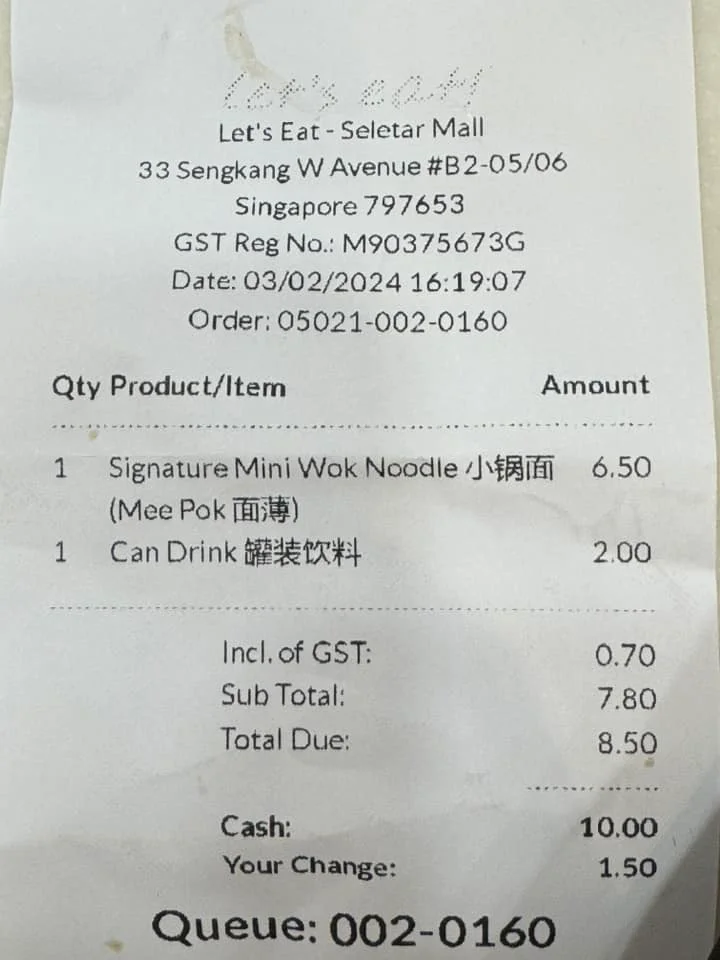 Let's eat!
Let's Eat - Seletar Mall
33 Sengkang W Avenue #B2-05/06
Singapore 797653
GST Reg No.: M90375673G
Date: 03/02/2024 16:19:07
Order: 05021-002-0160
Qty Product/Item Amount
1 Signature Mini Wok Noodle 小锅面 6.50
(Mee Pok 面薄)
1 Can Drink 罐装饮料 2.00
Incl. of GST: 0.70
Sub Total: 7.80
Total Due: 8.50
Cash: 10.00
Your Change: 1.50
Queue: 002-0160